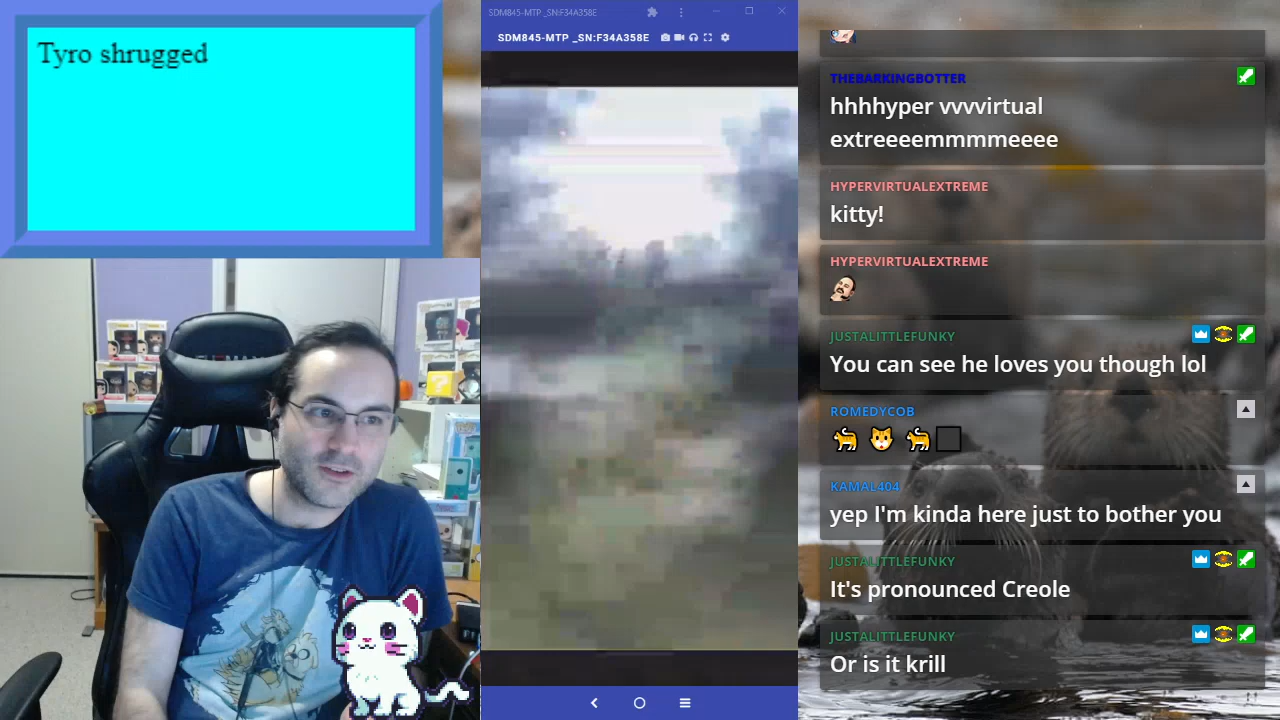 Tyro shrugged
SDM845-MTP _SN:F34A358E
SDM845-MTP _SN:F34A358E
THEBARKINGBOTTER
hhhhyper vvvvirtual
extreeeemmmmeeee
HYPERVIRTUALEXTREME
kitty!
HYPERVIRTUALEXTREME
JUSTALITTLEFUNKY
You can see he loves you though lol
ROMEDYCOB
KAMAL404
yep I'm kinda here just to bother you
JUSTALITTLEFUNKY
It's pronounced Creole
JUSTALITTLEFUNKY
Or is it krill